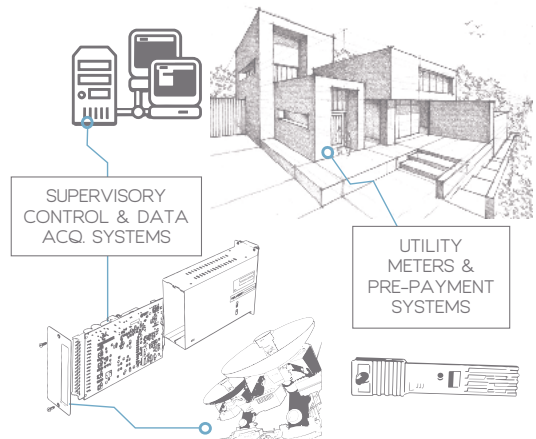 SUPERVISORY
CONTROL & DATA
ACQ. SYSTEMS
UTILITY
METERS &
PRE-PAYMENT
SYSTEMS